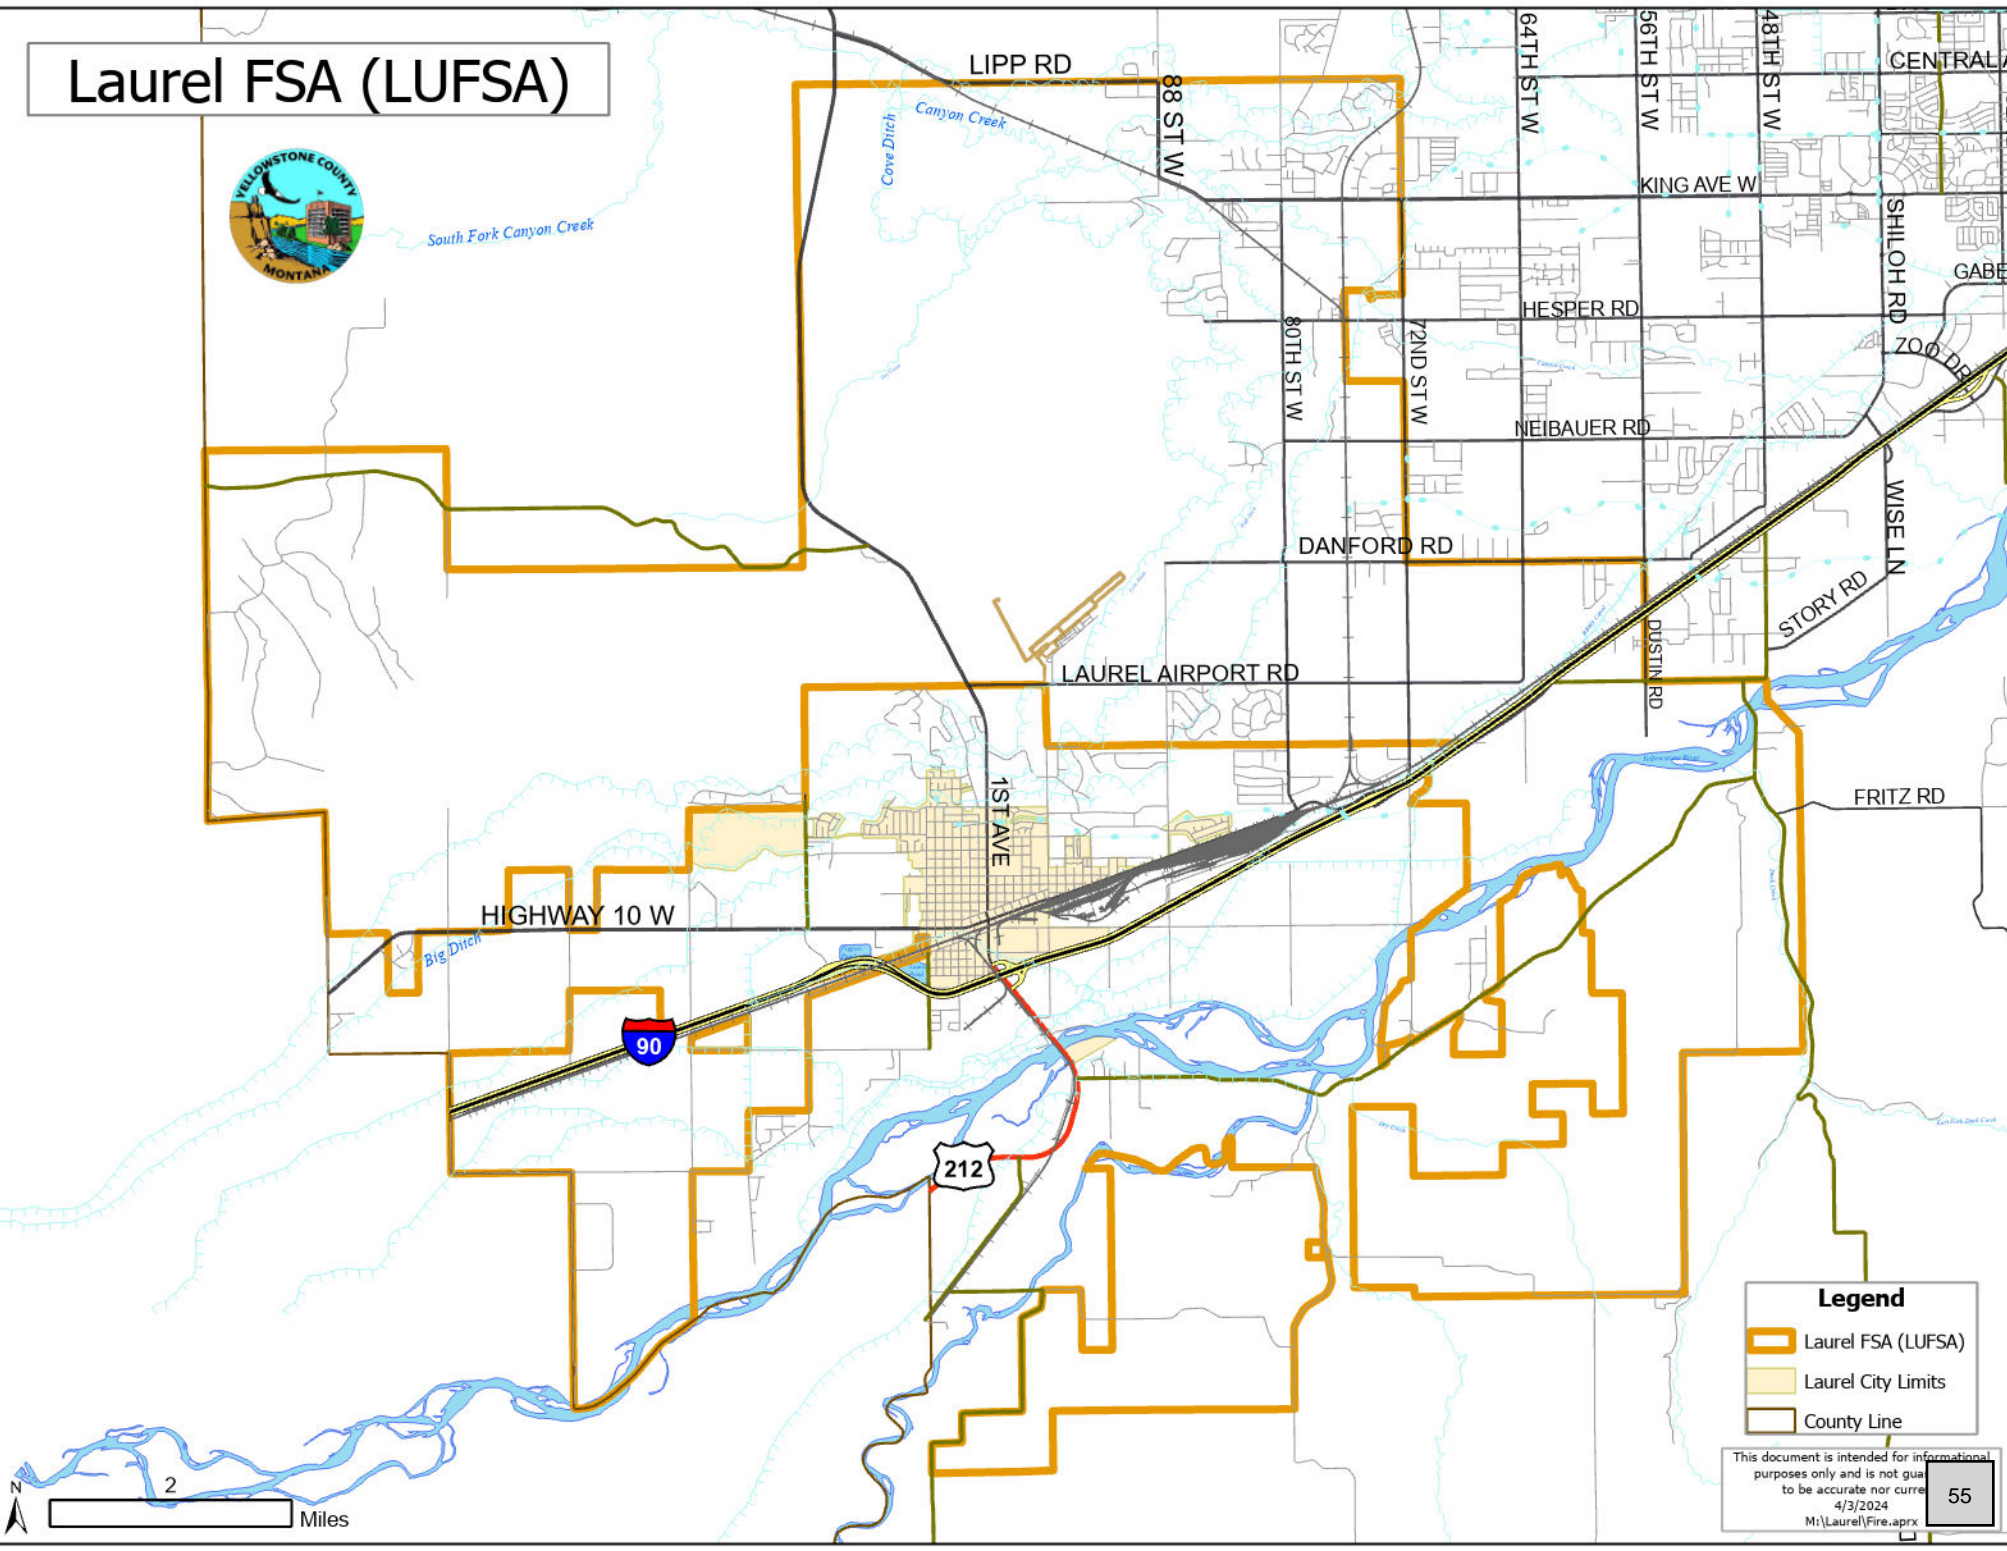 Laurel FSA (LUFSA)
YELLOWSTONE COUNTY
MONTANA
LIPP RD
Canyon Creek
Cove Ditch
88 ST W
64TH ST W
56TH ST W
48TH ST W
CENTRAL A
KING AVE W
South Fork Canyon Creek
SHILOH RD
GABE
HESPER RD
80TH ST W
72ND ST W
ZOO DR
NEIBAUER RD
WISE LN
DANFORD RD
STORY RD
DUSTIN RD
LAUREL AIRPORT RD
Yellowstone River
1ST AVE
FRITZ RD
HIGHWAY 10 W
Big Ditch
90
212
Dry Creek
Legend
Laurel FSA (LUFSA)
Laurel City Limits
County Line
This document is intended for informational
purposes only and is not gua
to be accurate nor curre
4/3/2024
M:\Laurel\Fire.aprx
55
N
2
Miles